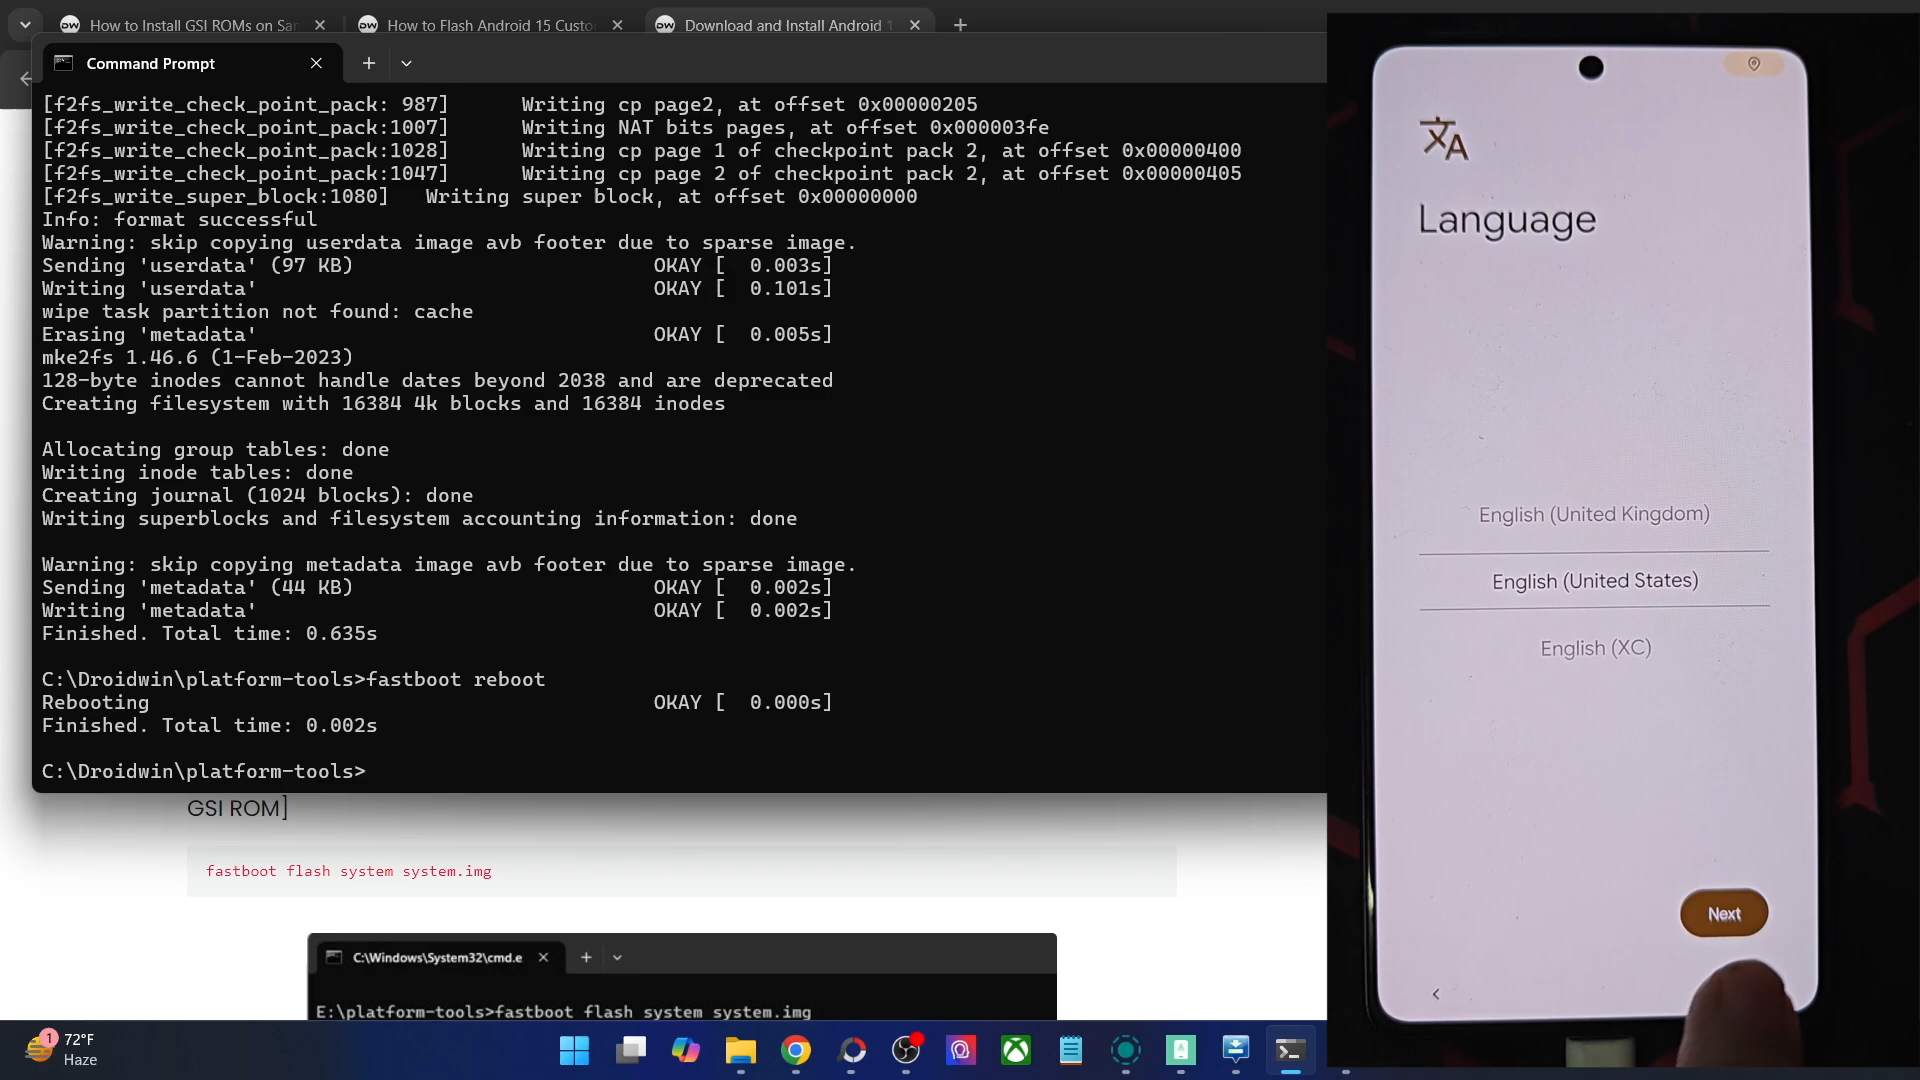 How to Install GSI ROMs on Sa
How to Flash Android 15 Custo
Download and Install Android 1
Command Prompt
[f2fs_write_check_point_pack: 987] Writing cp page2, at offset 0x00000205
[f2fs_write_check_point_pack:1007] Writing NAT bits pages, at offset 0x000003fe
[f2fs_write_check_point_pack:1028] Writing cp page 1 of checkpoint pack 2, at offset 0x00000400
[f2fs_write_check_point_pack:1047] Writing cp page 2 of checkpoint pack 2, at offset 0x00000405
[f2fs_write_super_block:1080] Writing super block, at offset 0x00000000
Info: format successful
Warning: skip copying userdata image avb footer due to sparse image.
Sending 'userdata' (97 KB) OKAY [ 0.003s]
Writing 'userdata' OKAY [ 0.101s]
wipe task partition not found: cache
Erasing 'metadata' OKAY [ 0.005s]
mke2fs 1.46.6 (1-Feb-2023)
128-byte inodes cannot handle dates beyond 2038 and are deprecated
Creating filesystem with 16384 4k blocks and 16384 inodes
Allocating group tables: done
Writing inode tables: done
Creating journal (1024 blocks): done
Writing superblocks and filesystem accounting information: done
Warning: skip copying metadata image avb footer due to sparse image.
Sending 'metadata' (44 KB) OKAY [ 0.002s]
Writing 'metadata' OKAY [ 0.002s]
Finished. Total time: 0.635s
C:\Droidwin\platform-tools>fastboot reboot
Rebooting OKAY [ 0.000s]
Finished. Total time: 0.002s
C:\Droidwin\platform-tools>
GSI ROM]
fastboot flash system system.img
C:\Windows\System32\cmd.e
E:\platform-tools>fastboot flash system system.img
1
72°F
Haze
Language
English (United Kingdom)
English (United States)
English (XC)
Next